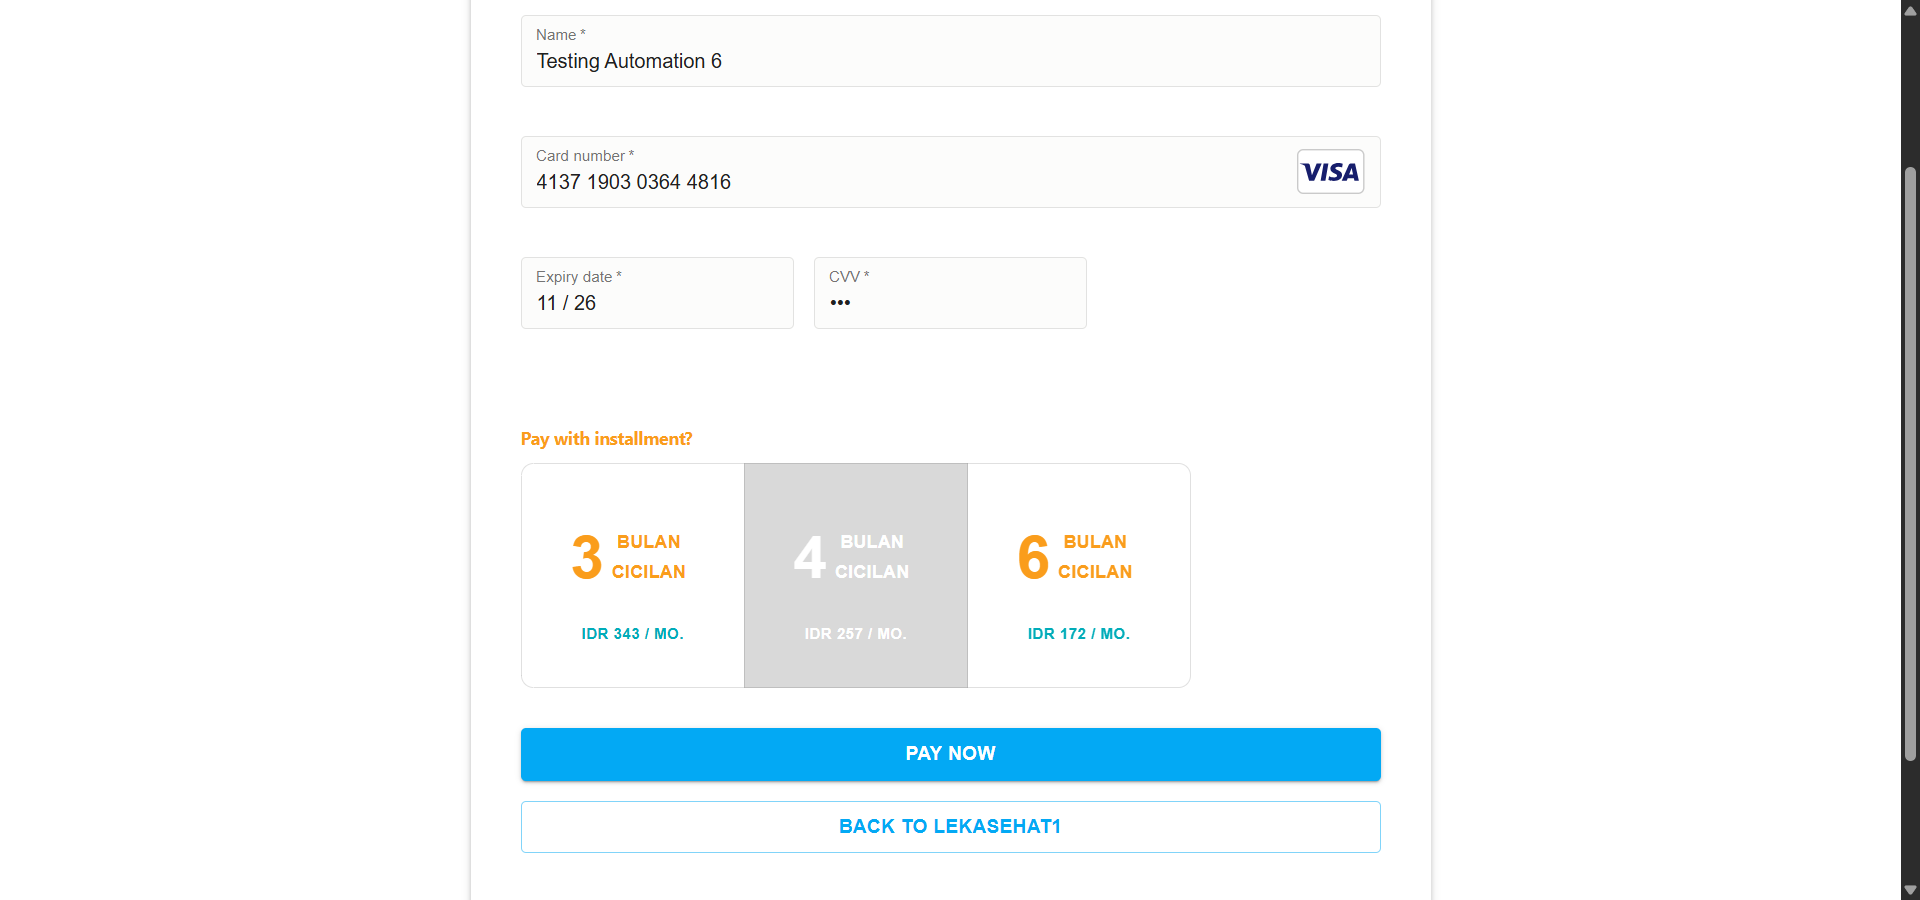 Name *
Testing Automation 6
Card number *
4137 1903 0364 4816
VISA
Expiry date *
11 / 26
CVV *
•••
Pay with installment?
3 BULAN CICILAN
IDR 343 / MO.
4 BULAN CICILAN
IDR 257 / MO.
6 BULAN CICILAN
IDR 172 / MO.
PAY NOW
BACK TO LEKASEHAT1